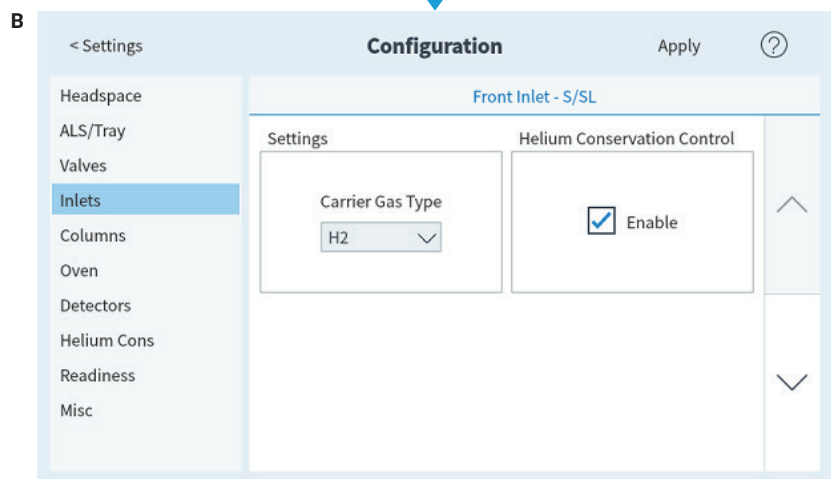 B
< Settings
Configuration
Apply
?
Headspace
ALS/Tray
Valves
Inlets
Columns
Oven
Detectors
Helium Cons
Readiness
Misc
Front Inlet - S/SL
Settings
Carrier Gas Type
H2
Helium Conservation Control
Enable